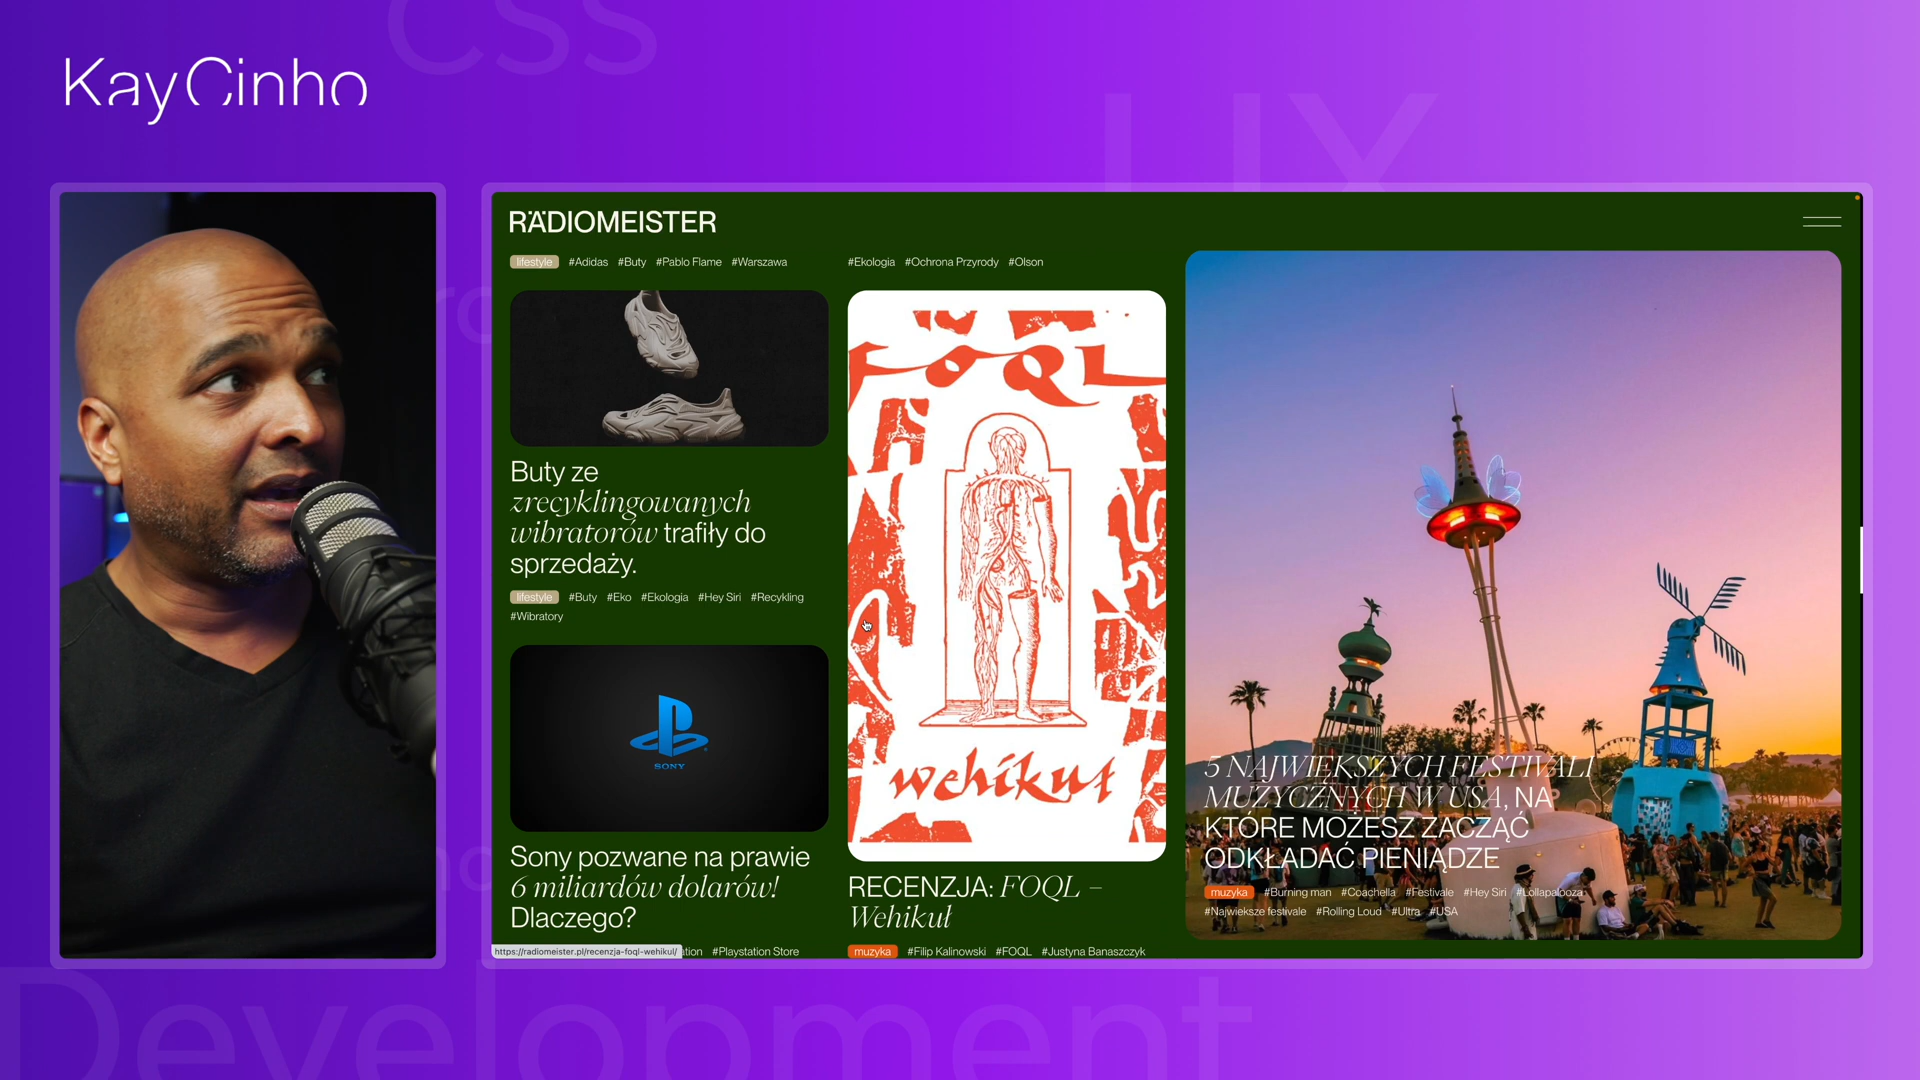 CSS
UX
KayCinho
RÄDIOMEISTER
lifestyle #Adidas #Buty #Pablo Flame #Warszawa
Buty ze
zrecyklingowanych
wibratorów trafiły do
sprzedaży.
lifestyle #Buty #Eko #Ekologia #Hey Siri #Recykling
#Wibratory
SONY
Sony pozwane na prawie
6 miliardów dolarów!
Dlaczego?
https://radiomeister.pl/recenzja-foql-wehikul/ ation #Playstation Store
#Ekologia #Ochrona Przyrody #Olson
FOQL
wehikuł
RECENZJA: FOQL –
Wehikuł
muzyka #Filip Kalinowski #FOQL #Justyna Banaszczyk
5 NAJWIĘKSZYCH FESTIVALI
MUZYCZNYCH W USA, NA
KTÓRE MOŻESZ ZACZĄĆ
ODKŁADAĆ PIENIĄDZE
muzyka #Burning man #Coachella #Festivale #Hey Siri #Lollapalooza
#Najwieksze festivale #Rolling Loud #Ultra #USA
Development